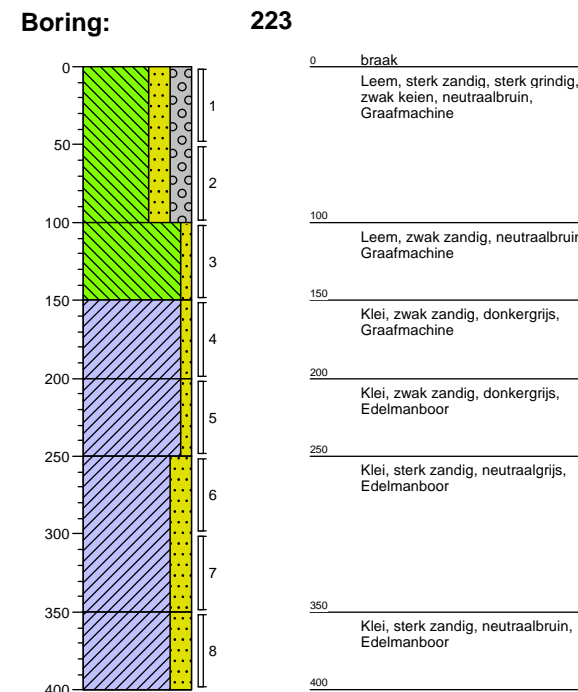 Boring: 223
0
50
100
150
200
250
300
350
400
1
2
3
4
5
6
7
8
0 braak
Leem, sterk zandig, sterk grindig,
zwak keien, neutraalbruin,
Graafmachine
100
Leem, zwak zandig,
Graafmachine
150
Klei, zwak zandig, donkergrijs,
Graafmachine
200
Klei, zwak zandig, donkergrijs,
Edelmanboor
250
Klei, sterk zandig, neutraalgrijs,
Edelmanboor
350
Klei, sterk zandig, neutraalbruin,
Edelmanboor
400